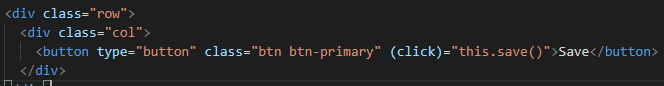 <div class="row">
  <div class="col">
    <button type="button" class="btn btn-primary" (click)="this.save()">Save</button>
  </div>